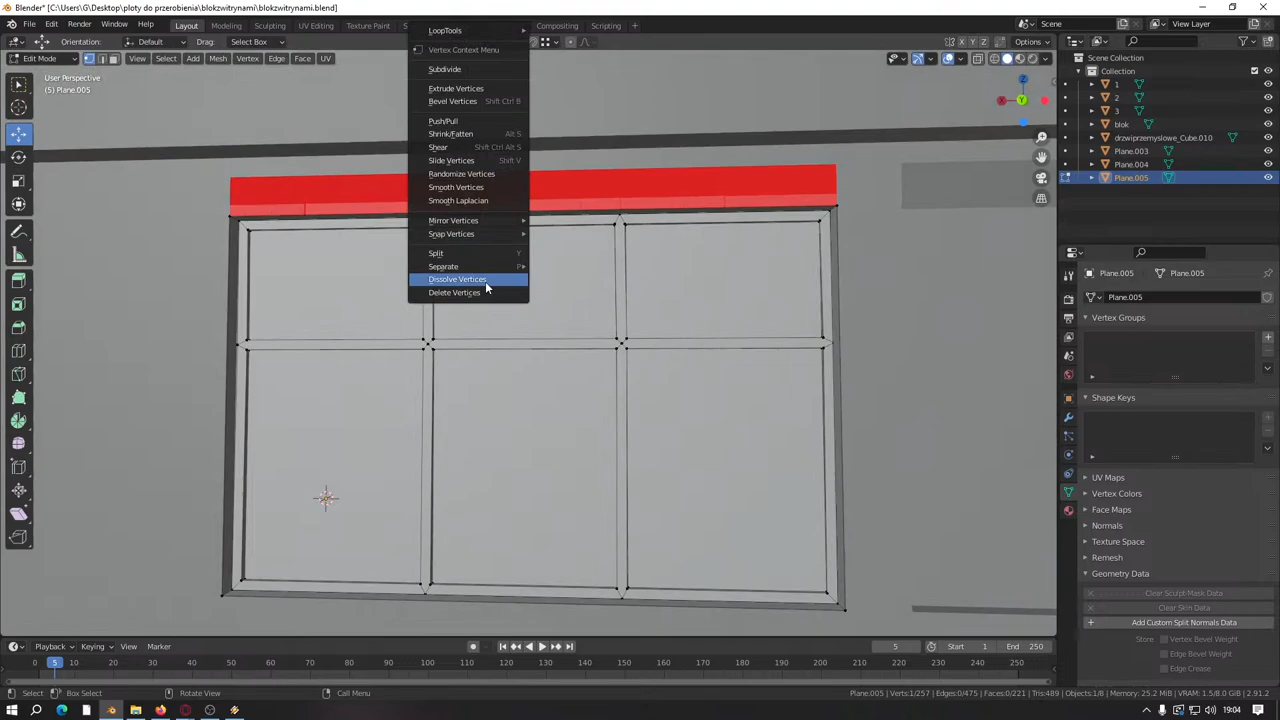 Blender* [C:\Users\G\Desktop\ploty do przerobienia\blokzwitrynami\blokzwitrynami.blend]
File Edit Render Window Help Layout Modeling Sculpting UV Editing Texture Paint S Compositing Scripting + Scene View Layer
Orientation: Default Drag: Select Box Options
Edit Mode View Select Add Mesh Vertex Edge Face UV
User Perspective
(5) Plane.005
LoopTools
Vertex Context Menu
Subdivide
Extrude Vertices
Bevel Vertices Shift Ctrl B
Push/Pull
Shrink/Fatten Alt S
Shear Shift Ctrl Alt S
Slide Vertices Shift V
Randomize Vertices
Smooth Vertices
Smooth Laplacian
Mirror Vertices
Snap Vertices
Split Y
Separate P
Dissolve Vertices
Delete Vertices
Z
X Y Z
Scene Collection
Collection
1
2
3
blok
drzwiprzemyslowe_Cube.010
Plane.003
Plane.004
Plane.005
Plane.005 Plane.005
Plane.005
Vertex Groups
Shape Keys
UV Maps
Vertex Colors
Face Maps
Normals
Texture Space
Remesh
Geometry Data
Clear Sculpt-Mask Data
Clear Skin Data
Add Custom Split Normals Data
Store: Vertex Bevel Weight
Edge Bevel Weight
Edge Crease
Playback Keying View Marker 5 Start 1 End 250
0 5 10 20 30 40 50 60 70 80 90 100 110 120 130 140 150 160 170 180 190 200 210 220 230 240 250
Select Box Select Rotate View Call Menu Plane.005 | Verts:1/257 | Edges:0/475 | Faces:0/221 | Tris:489 | Objects:1/8 | Memory: 25.2 MiB | VRAM: 1.5/8.0 GiB | 2.91.2
19:04